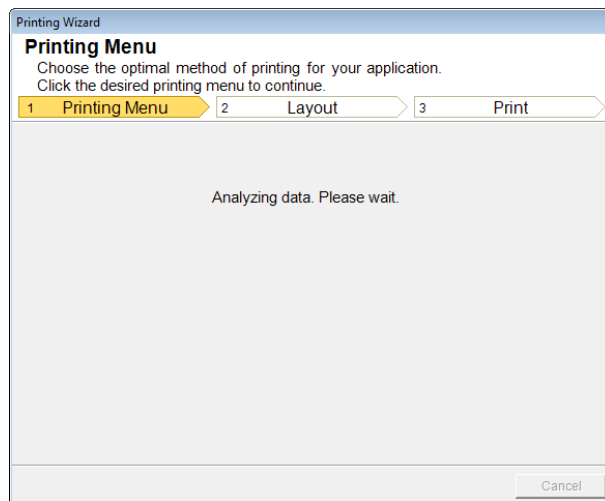 Printing Wizard
Printing Menu
Choose the optimal method of printing for your application.
Click the desired printing menu to continue.
1 Printing Menu 2 Layout 3 Print
Analyzing data. Please wait.
Cancel